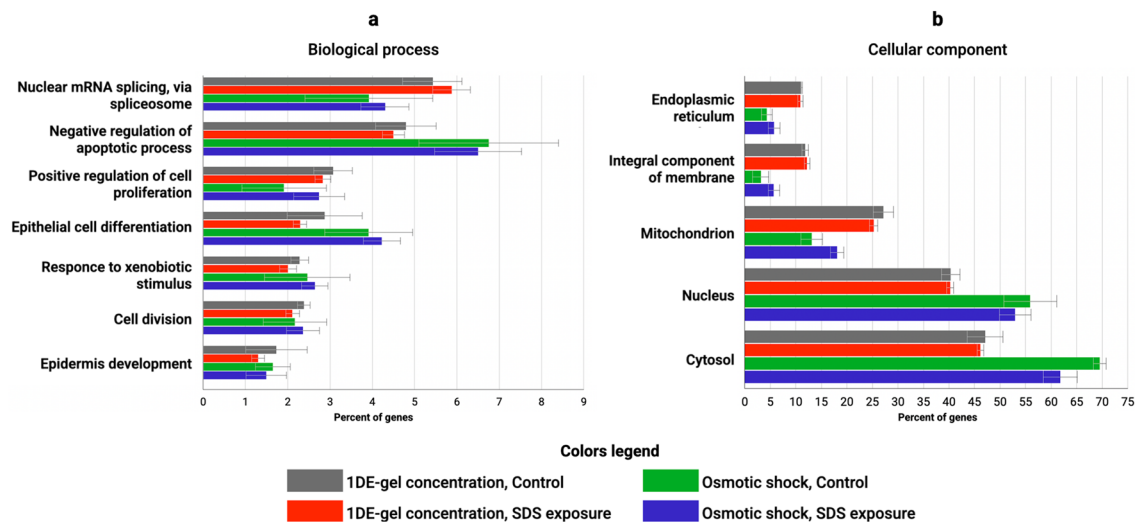 a
Biological process
Nuclear mRNA splicing, via
spliceosome
Negative regulation of
apoptotic process
Positive regulation of cell
proliferation
Epithelial cell differentiation
Responce to xenobiotic
stimulus
Cell division
Epidermis development
0 1 2 3 4 5 6 7 8 9
Percent of genes
b
Cellular component
Endoplasmic
reticulum
Integral component
of membrane
Mitochondrion
Nucleus
Cytosol
0 5 10 15 20 25 30 35 40 45 50 55 60 65 70 75
Percent of genes
Colors legend
1DE-gel concentration, Control
Osmotic shock, Control
1DE-gel concentration, SDS exposure
Osmotic shock, SDS exposure